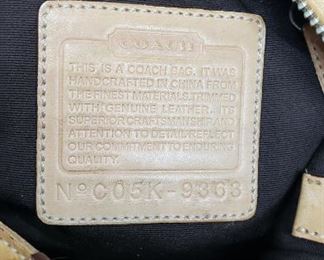 COACH
THIS IS A COACH BAG. IT WAS
HANDCRAFTED IN CHINA FROM
THE FINEST MATERIALS. TRIMMED
WITH GENUINE LEATHER. ITS
SUPERIOR CRAFTSMANSHIP AND
ATTENTION TO DETAIL REFLECT
OUR COMMITMENT TO ENDURING
QUALITY.
Nº C05K-9363